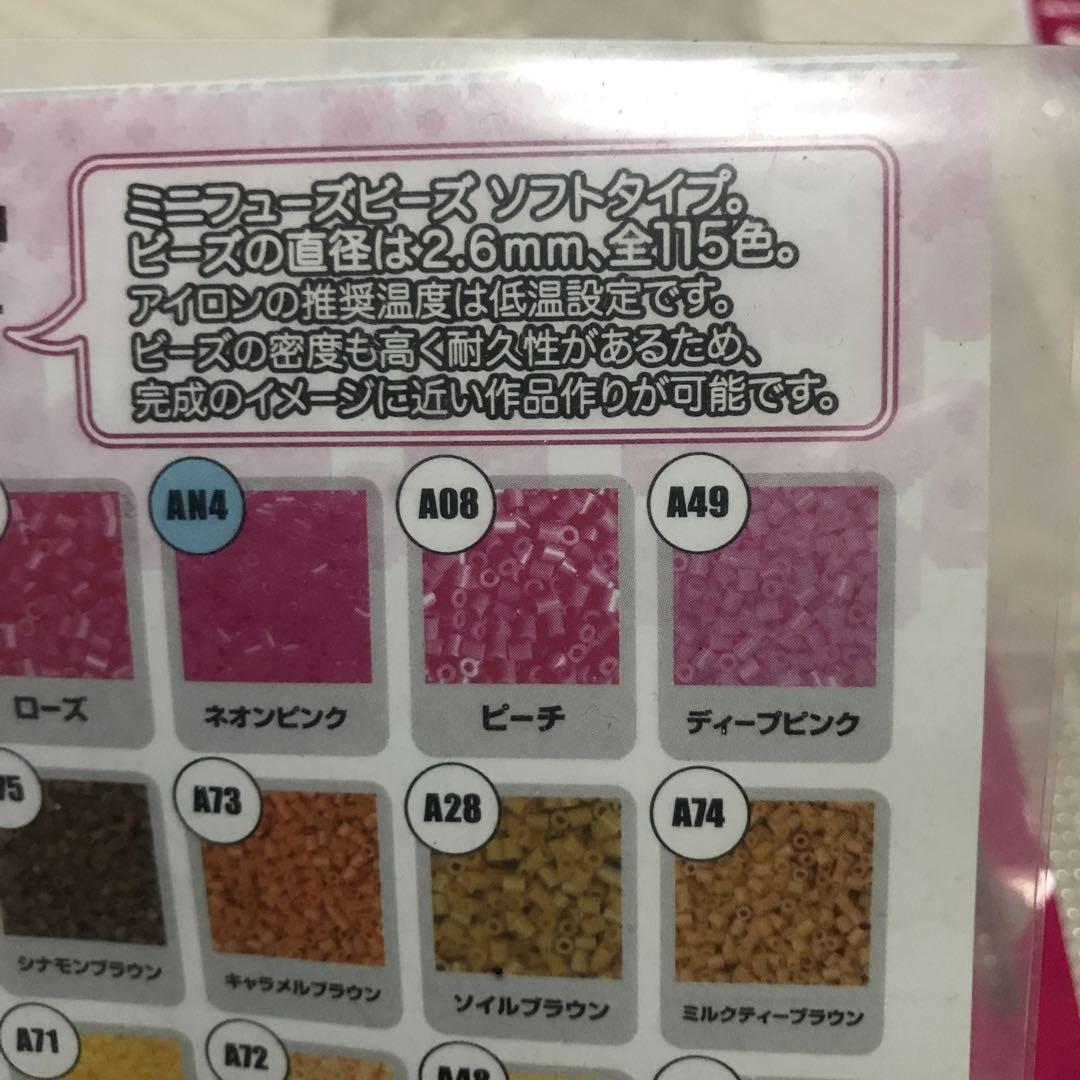 ミニフューズビーズ ソフトタイプ。
ビーズの直径は2.6mm、全115色。
アイロンの推奨温度は低温設定です。
ビーズの密度も高く耐久性があるため、
完成のイメージに近い作品作りが可能です。
AN4
A08
A49
ローズ
ネオンピンク
ピーチ
ディープピンク
75
A73
A28
A74
シナモンブラウン
キャラメルブラウン
ソイルブラウン
ミルクティーブラウン
A71
A72
A48